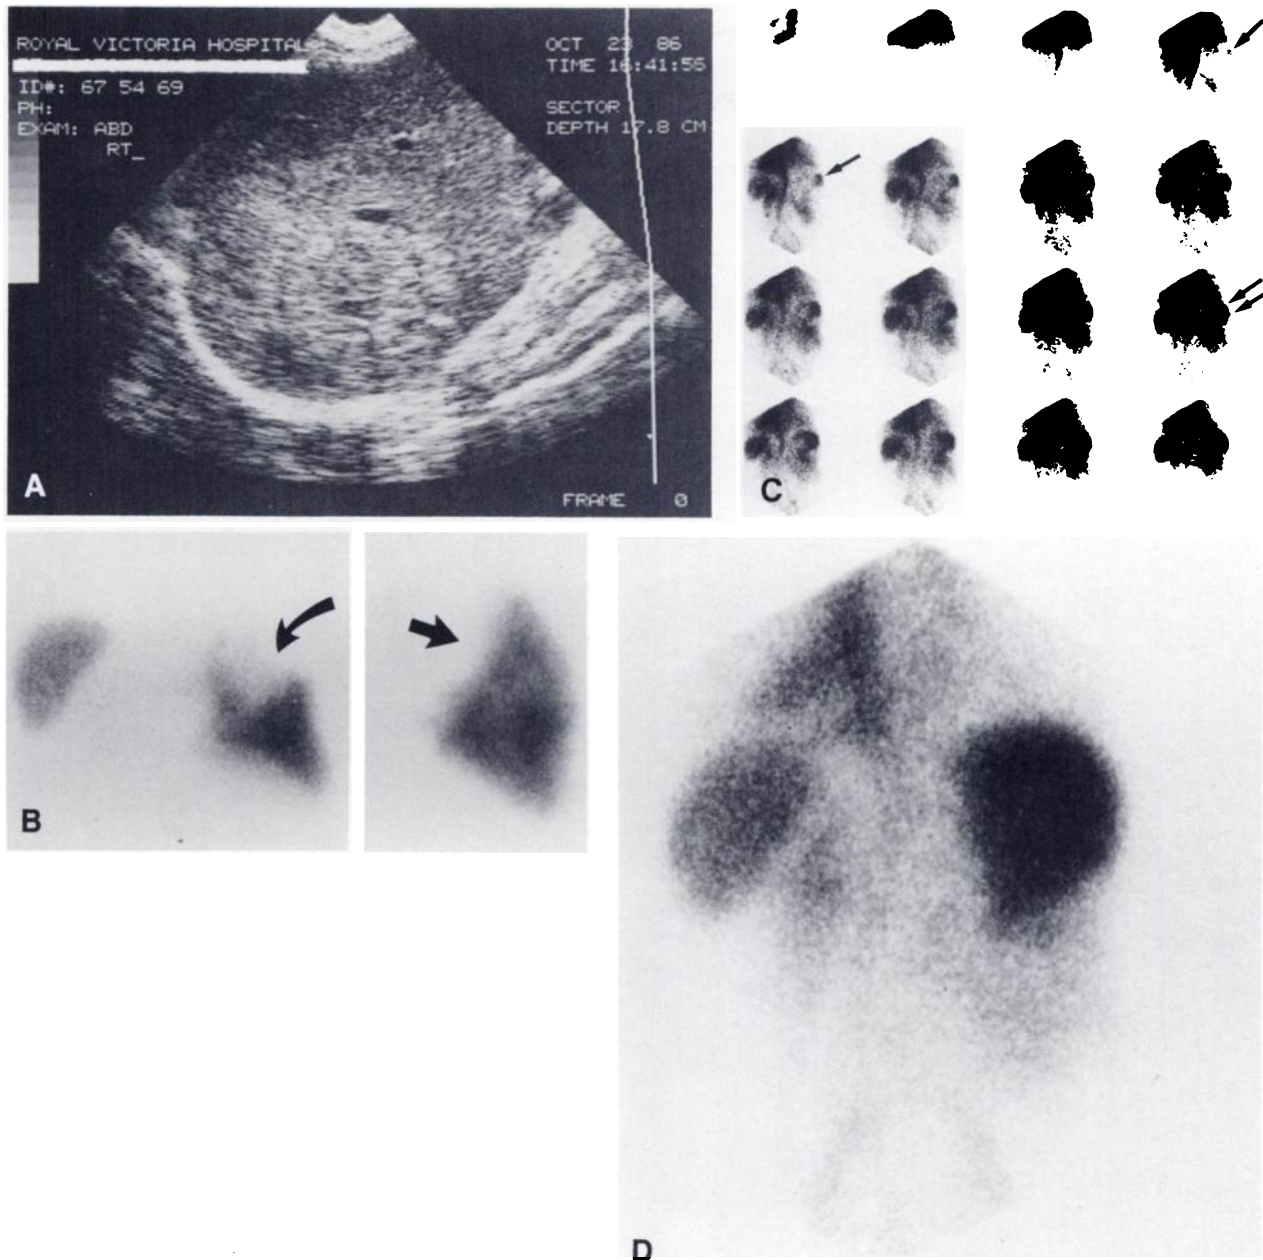 ROYAL VICTORIA HOSPITAL
ID#: 67 54 69
PH:
EXAM: ABD
RT_
OCT 23 86
TIME 16:41:56
SECTOR
DEPTH 17.8 CM
FRAME 0
A
C
B
D